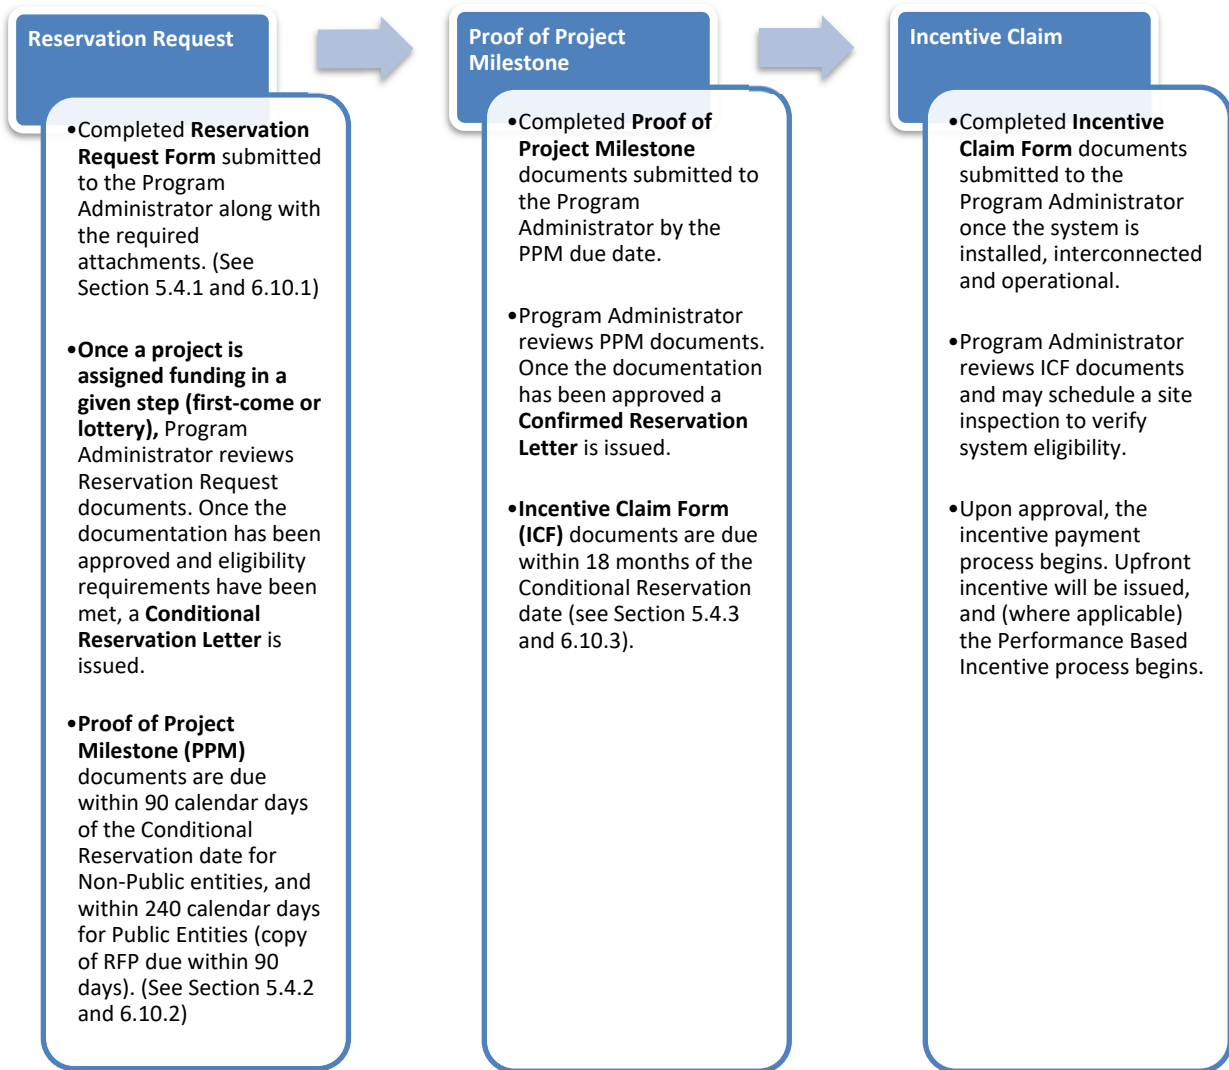 Reservation Request
•Completed Reservation
Request Form submitted
to the Program
Administrator along with
the required
attachments. (See
Section 5.4.1 and 6.10.1)
•Once a project is
assigned funding in a
given step (first-come or
lottery), Program
Administrator reviews
Reservation Request
documents. Once the
documentation has been
approved and eligibility
requirements have been
met, a Conditional
Reservation Letter is
issued.
•Proof of Project
Milestone (PPM)
documents are due
within 90 calendar days
of the Conditional
Reservation date for
Non-Public entities, and
within 240 calendar days
for Public Entities (copy
of RFP due within 90
days). (See Section 5.4.2
and 6.10.2)
Proof of Project
Milestone
•Completed Proof of
Project Milestone
documents submitted to
the Program
Administrator by the
PPM due date.
•Program Administrator
reviews PPM documents.
Once the documentation
has been approved a
Confirmed Reservation
Letter is issued.
•Incentive Claim Form
(ICF) documents are due
within 18 months of the
Conditional Reservation
date (see Section 5.4.3
and 6.10.3).
Incentive Claim
•Completed Incentive
Claim Form documents
submitted to the
Program Administrator
once the system is
installed, interconnected
and operational.
•Program Administrator
reviews ICF documents
and may schedule a site
inspection to verify
system eligibility.
•Upon approval, the
incentive payment
process begins. Upfront
incentive will be issued,
and (where applicable)
the Performance Based
Incentive process begins.